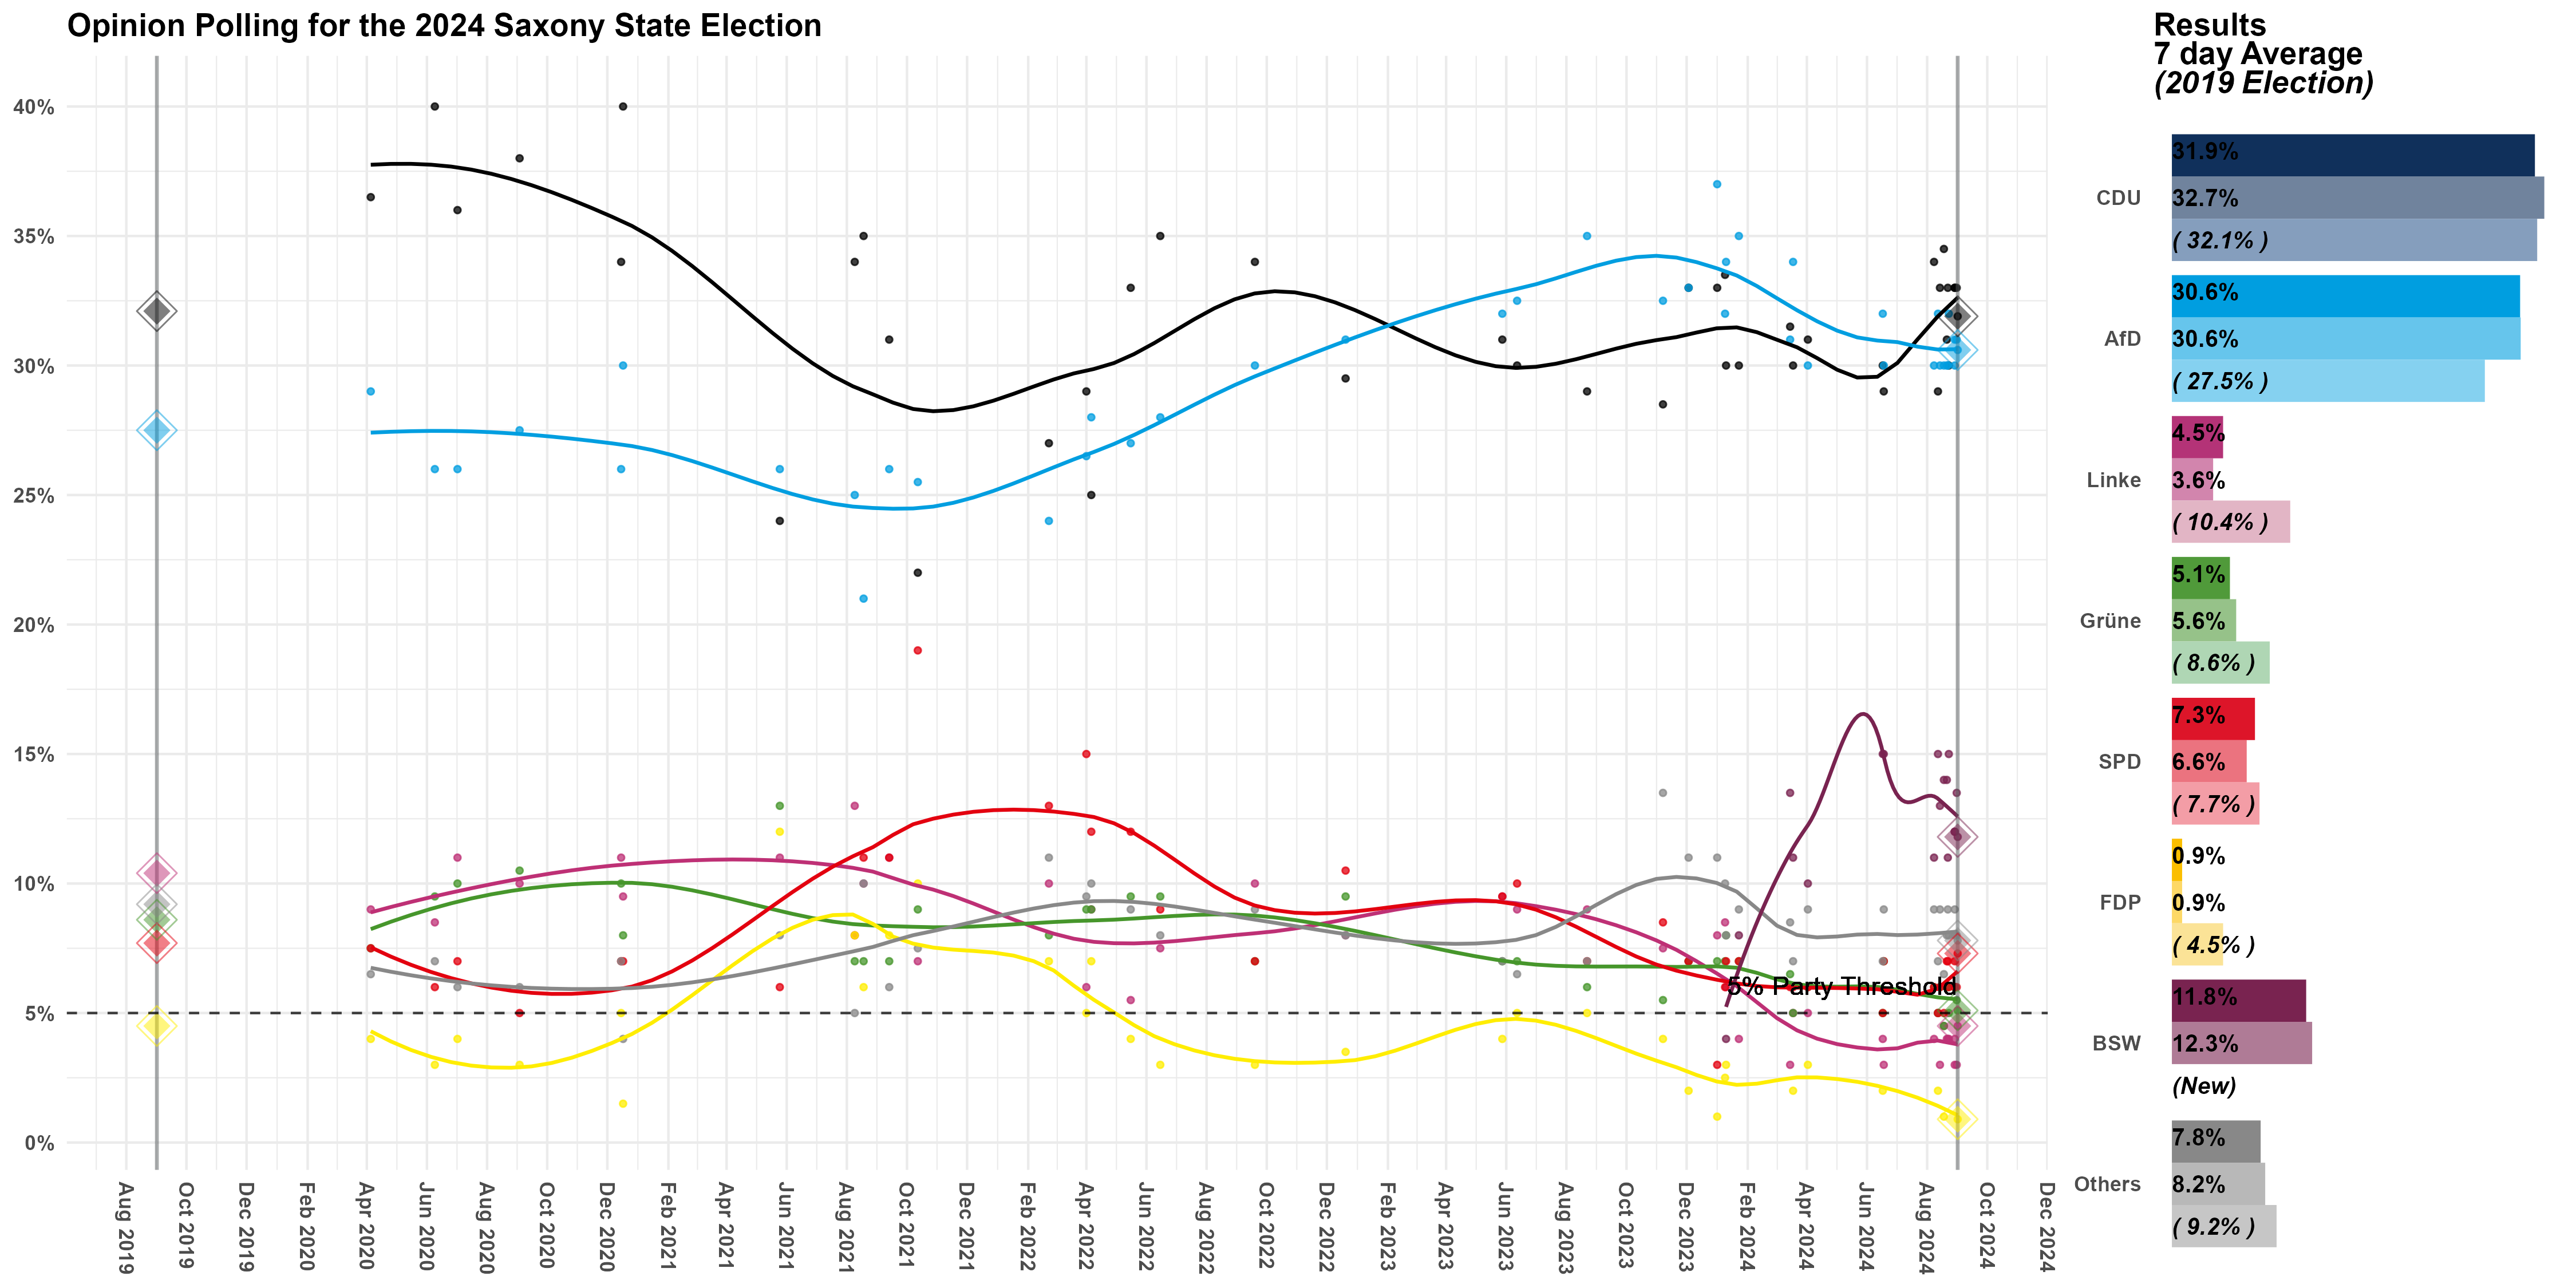 Opinion Polling for the 2024 Saxony State Election
Results
7 day Average
(2019 Election)
40%
35%
30%
25%
20%
15%
10%
5%
0%
5% Party Threshold
Aug 2019
Oct 2019
Dec 2019
Feb 2020
Apr 2020
Jun 2020
Aug 2020
Oct 2020
Dec 2020
Feb 2021
Apr 2021
Jun 2021
Aug 2021
Oct 2021
Dec 2021
Feb 2022
Apr 2022
Jun 2022
Aug 2022
Oct 2022
Dec 2022
Feb 2023
Apr 2023
Jun 2023
Aug 2023
Oct 2023
Dec 2023
Feb 2024
Apr 2024
Jun 2024
Aug 2024
Oct 2024
Dec 2024
CDU
31.9%
32.7%
( 32.1% )
AfD
30.6%
30.6%
( 27.5% )
Linke
4.5%
3.6%
( 10.4% )
Grüne
5.1%
5.6%
( 8.6% )
SPD
7.3%
6.6%
( 7.7% )
FDP
0.9%
0.9%
( 4.5% )
BSW
11.8%
12.3%
(New)
Others
7.8%
8.2%
( 9.2% )